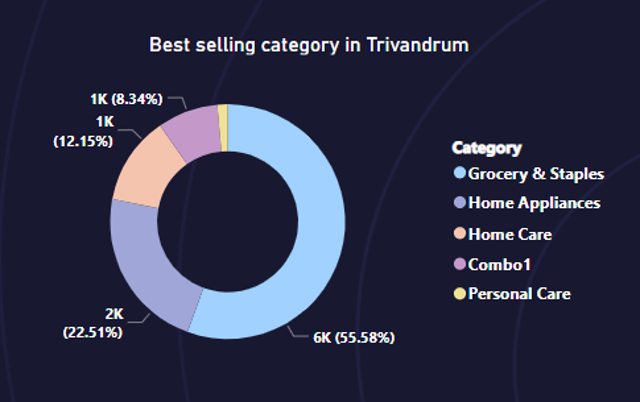 Best selling category in Trivandrum
1K (8.34%)
1K
(12.15%)
2K
(22.51%)
6K (55.58%)
Category
Grocery & Staples
Home Appliances
Home Care
Combo1
Personal Care